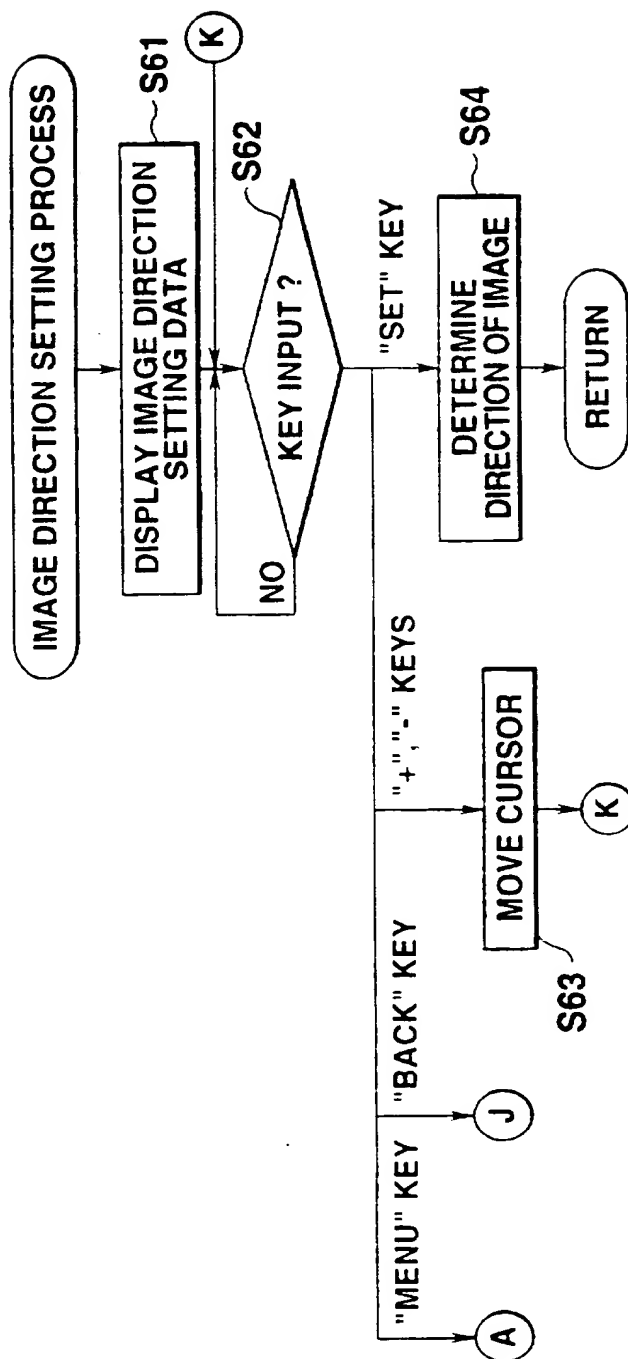 IMAGE DIRECTION SETTING PROCESS
DISPLAY IMAGE DIRECTION
SETTING DATA
S61
K
S62
KEY INPUT ?
NO
"MENU" KEY
"BACK" KEY
"+","-" KEYS
"SET" KEY
A
J
MOVE CURSOR
S63
K
DETERMINE
DIRECTION OF IMAGE
S64
RETURN